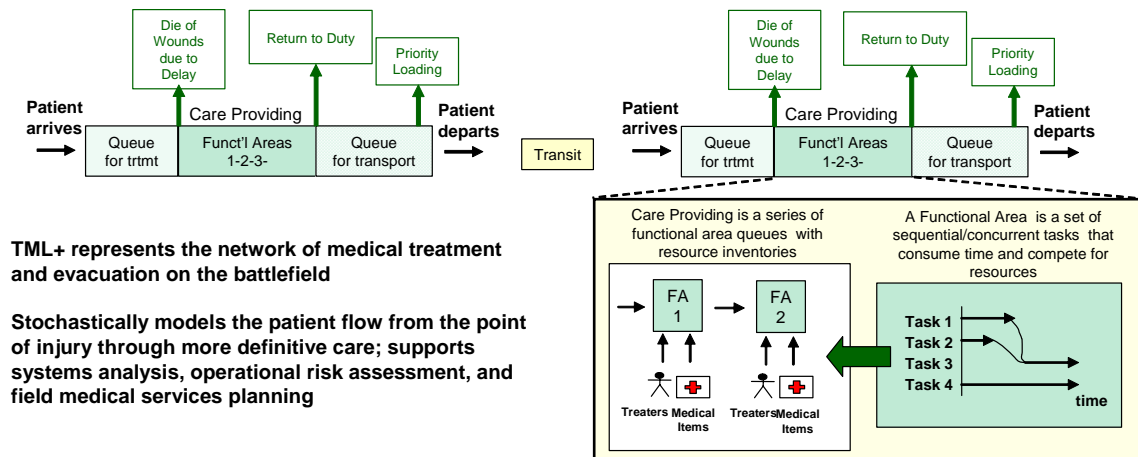 Die of
Wounds
due to
Delay
Return to Duty
Priority
Loading
Patient
arrives
Care Providing
Patient
departs
Queue
for trtmt
Funct'l Areas
1-2-3-
Queue
for transport
Transit
Die of
Wounds
due to
Delay
Return to Duty
Priority
Loading
Patient
arrives
Care Providing
Patient
departs
Queue
for trtmt
Funct'l Areas
1-2-3-
Queue
for transport
TML+ represents the network of medical treatment
and evacuation on the battlefield
Stochastically models the patient flow from the point
of injury through more definitive care; supports
systems analysis, operational risk assessment, and
field medical services planning
Care Providing is a series of
functional area queues with
resource inventories
FA
1
FA
2
Treaters
Medical
Items
Treaters
Medical
Items
A Functional Area is a set of
sequential/concurrent tasks that
consume time and compete for
resources
Task 1
Task 2
Task 3
Task 4
time